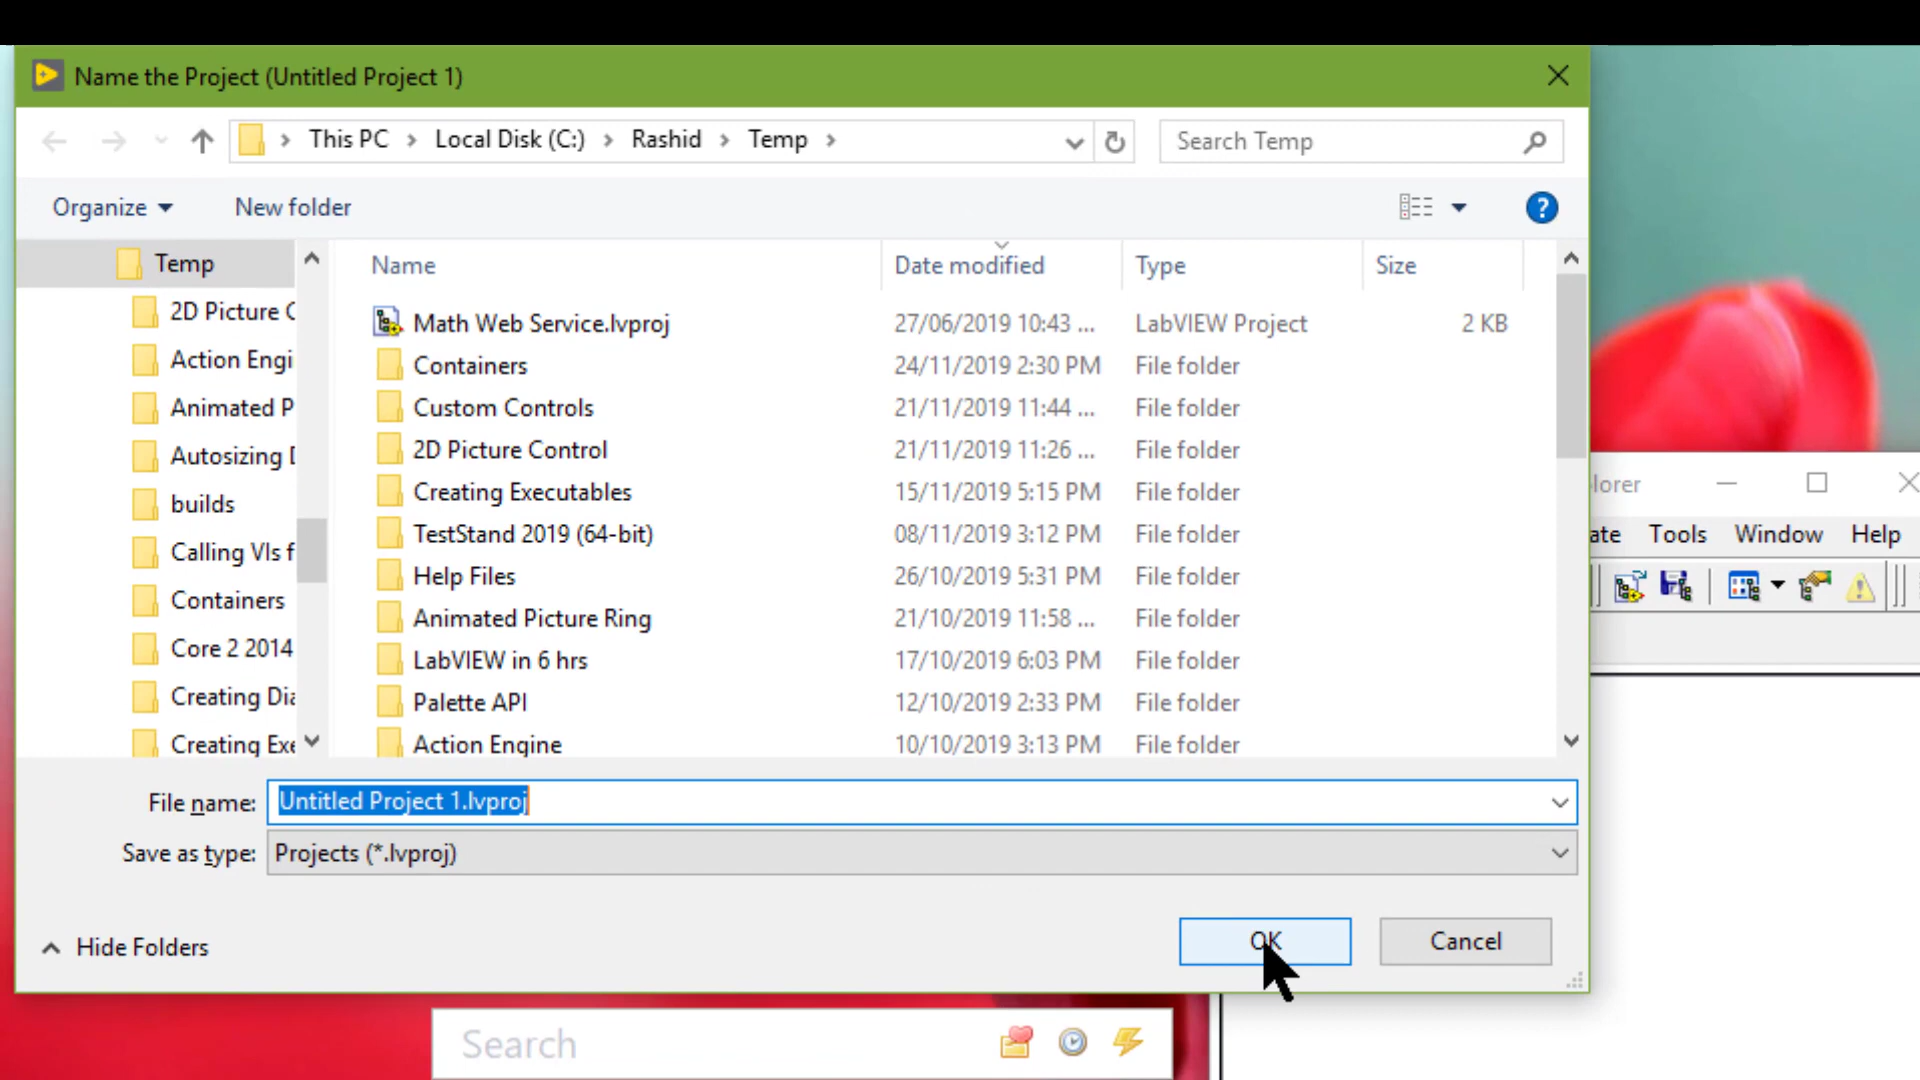 Name the Project (Untitled Project 1)
This PC > Local Disk (C:) > Rashid > Temp >
Search Temp
Organize
New folder
?
Temp
2D Picture C
Action Engi
Animated P
Autosizing
builds
Calling VIs f
Containers
Core 2 2014
Creating Dia
Creating Exe
Name Date modified Type Size
Math Web Service.lvproj 27/06/2019 10:43 ... LabVIEW Project 2 KB
Containers 24/11/2019 2:30 PM File folder
Custom Controls 21/11/2019 11:44 ... File folder
2D Picture Control 21/11/2019 11:26 ... File folder
Creating Executables 15/11/2019 5:15 PM File folder
TestStand 2019 (64-bit) 08/11/2019 3:12 PM File folder
Help Files 26/10/2019 5:31 PM File folder
Animated Picture Ring 21/10/2019 11:58 ... File folder
LabVIEW in 6 hrs 17/10/2019 6:03 PM File folder
Palette API 12/10/2019 2:33 PM File folder
Action Engine 10/10/2019 3:13 PM File folder
File name: Untitled Project 1.lvproj
Save as type: Projects (*.lvproj)
Hide Folders
OK
Cancel
lorer
ate Tools Window Help
Search